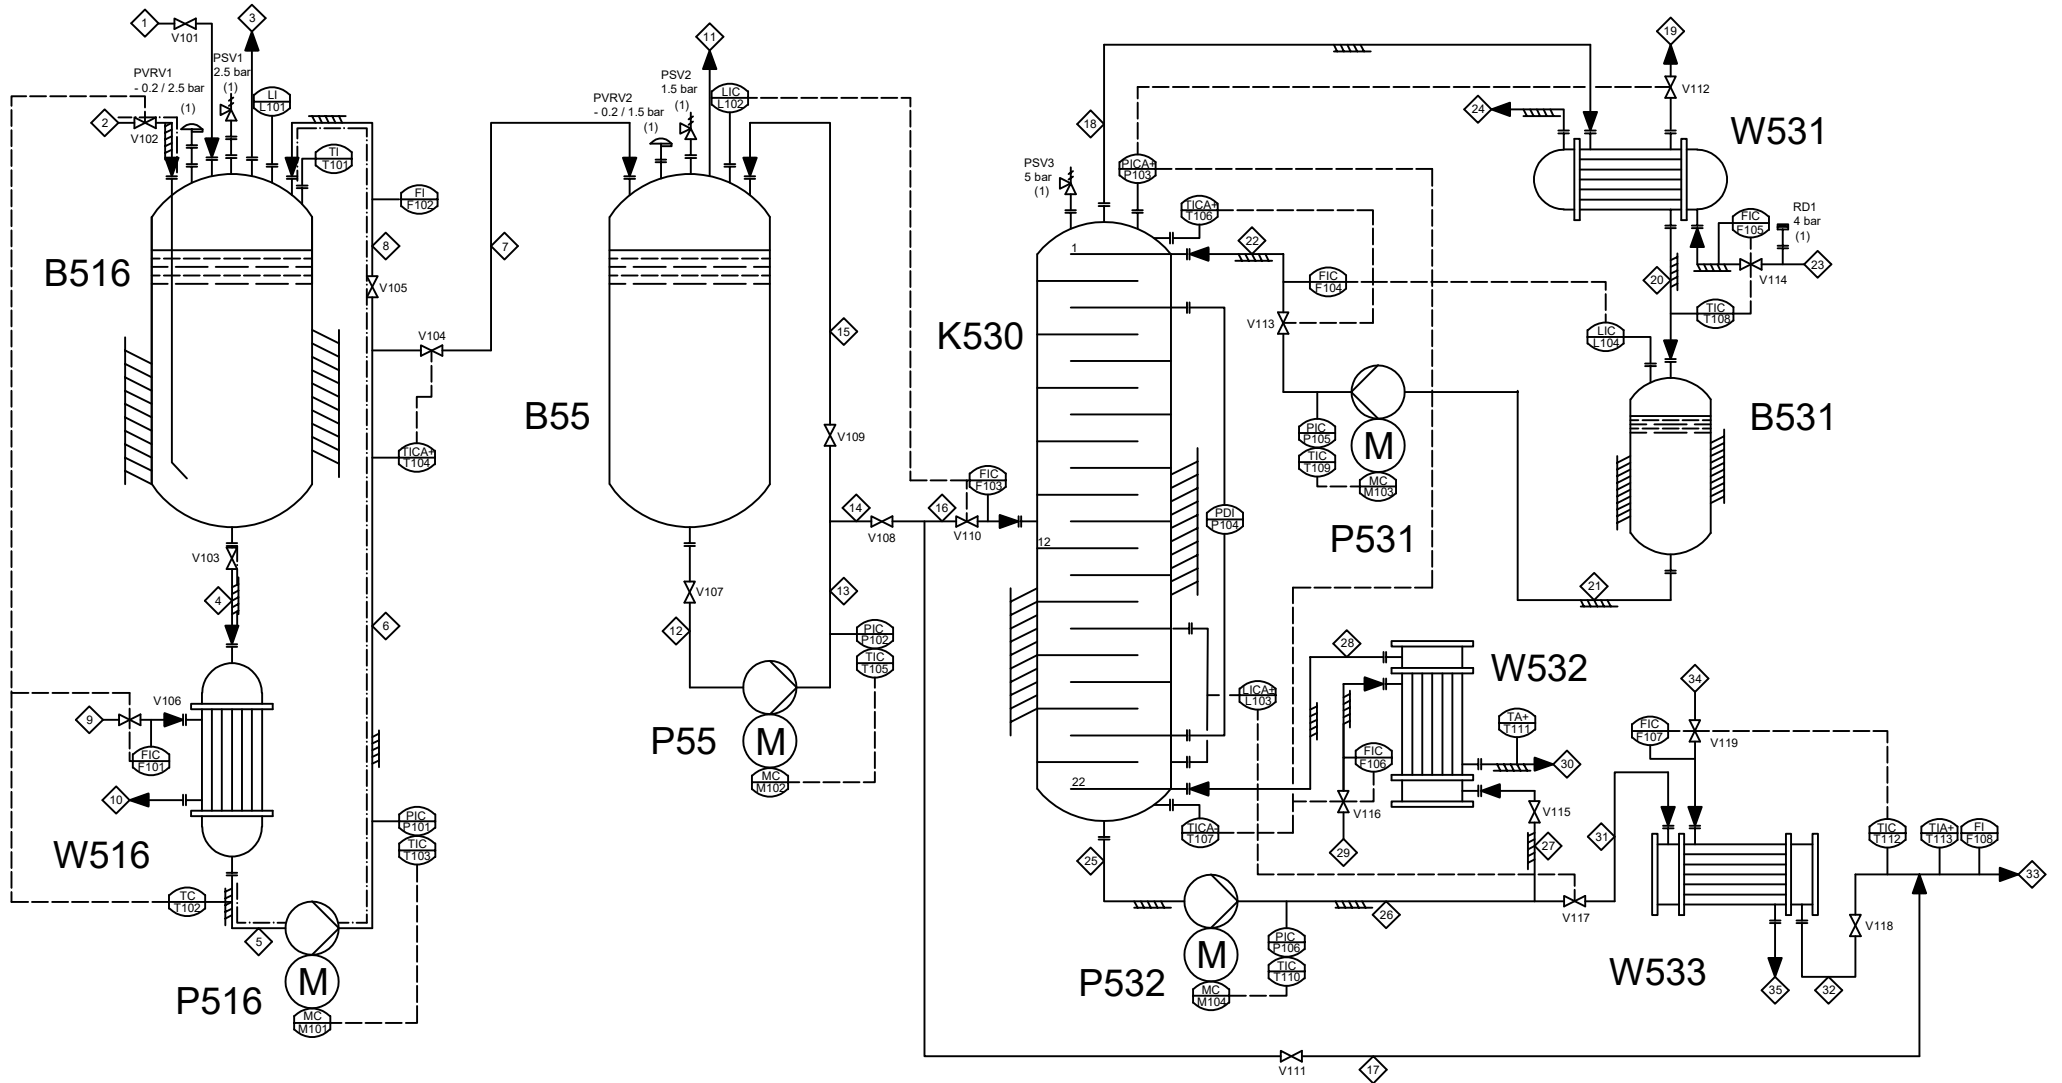 1
V101
3
PSV1
2.5 bar
(1)
PVRV1
- 0.2 / 2.5 bar
(1)
LI
L101
2
V102
TI
T101
FI
F102
8
B516
V105
V104
TICA+
T104
7
V103
4
6
9
V106
FIC
F101
10
W516
PIC
P101
TIC
T103
TC
T102
5
M
P516
MC
M101
11
PSV2
1.5 bar
(1)
PVRV2
- 0.2 / 1.5 bar
(1)
LIC
L102
15
B55
V109
14
V108
16
V110
FIC
F103
V107
12
13
PIC
P102
TIC
T105
P55
M
MC
M102
18
PSV3
5 bar
(1)
PICA+
P103
TICA+
T106
1
22
FIC
F104
V113
K530
12
22
PIC
P105
TIC
T109
M
MC
M103
P531
PDI
P104
LICA+
L103
TICA-
T107
25
19
V112
24
W531
FIC
F105
RD1
4 bar
(1)
23
V114
20
TIC
T108
LIC
L104
B531
21
28
W532
TA+
T111
30
FIC
F106
V116
29
V115
27
31
34
FIC
F107
V119
TIC
T112
TIA+
T113
FI
F108
33
V117
26
P532
M
PIC
P106
TIC
T110
MC
M104
W533
V118
35
32
V111
17